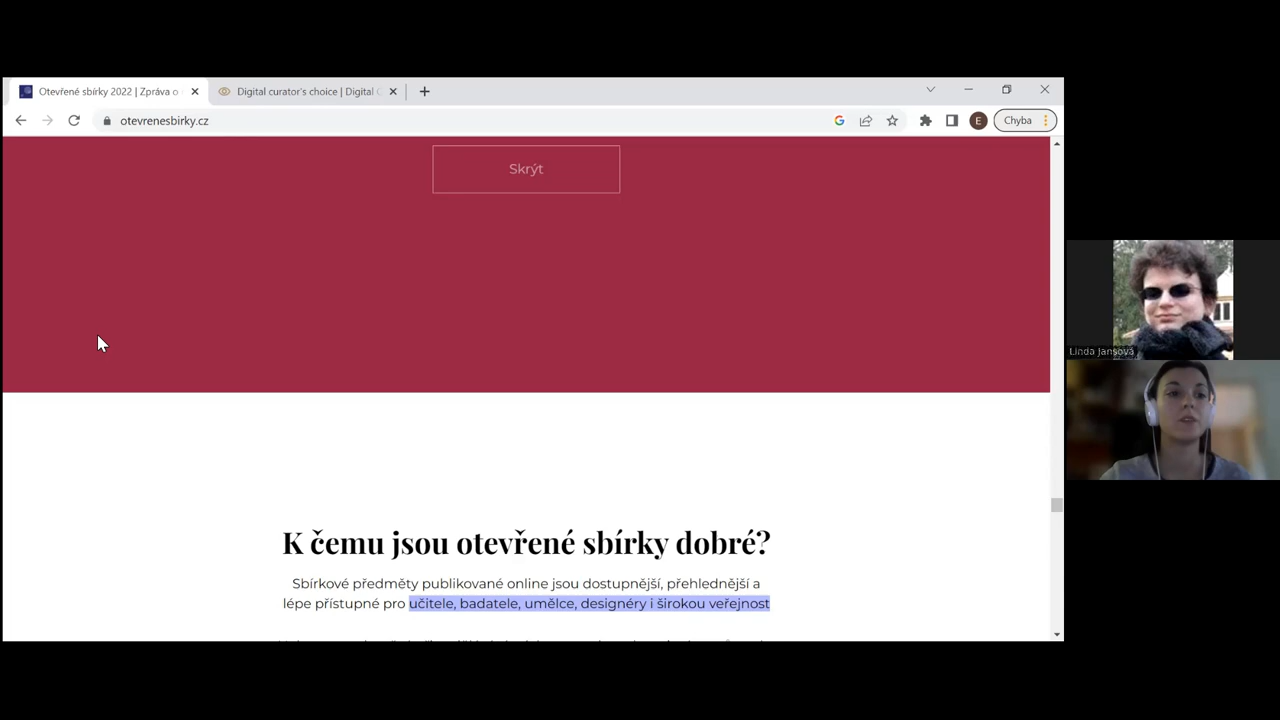 Otevřené sbírky 2022 | Zpráva o
Digital curator's choice | Digital
otevrenesbirky.cz
E
Chyba
Skrýt
Linda Jansová
K čemu jsou otevřené sbírky dobré?
Sbírkové předměty publikované online jsou dostupnější, přehlednější a
lépe přístupné pro učitele, badatele, umělce, designéry i širokou veřejnost